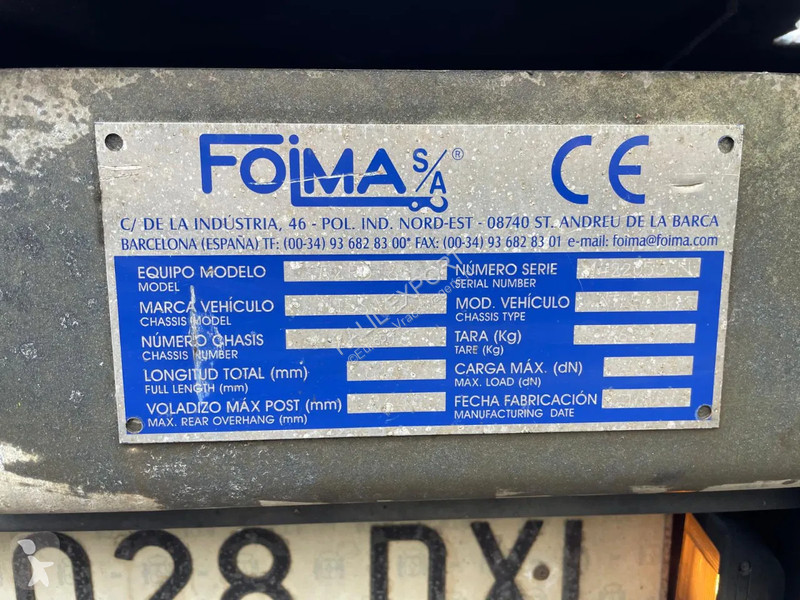 FOIMA S/A ® CE
C/ DE LA INDÚSTRIA, 46 - POL. IND. NORD-EST - 08740 ST. ANDREU DE LA BARCA
BARCELONA (ESPAÑA) TF: (00-34) 93 682 83 00* FAX: (00-34) 93 682 83 01 e-mail: foima@foima.com
EQUIPO MODELO
MODEL
NÚMERO SERIE
SERIAL NUMBER
MARCA VEHÍCULO
CHASSIS MODEL
MOD. VEHÍCULO
CHASSIS TYPE
NÚMERO CHASÍS
CHASSIS NUMBER
TARA (Kg)
TARE (Kg)
LONGITUD TOTAL (mm)
FULL LENGTH (mm)
CARGA MÁX. (dN)
MAX. LOAD (dN)
VOLADIZO MÁX POST (mm)
MAX. REAR OVERHANG (mm)
FECHA FABRICACIÓN
MANUFACTURING DATE
028 DXL